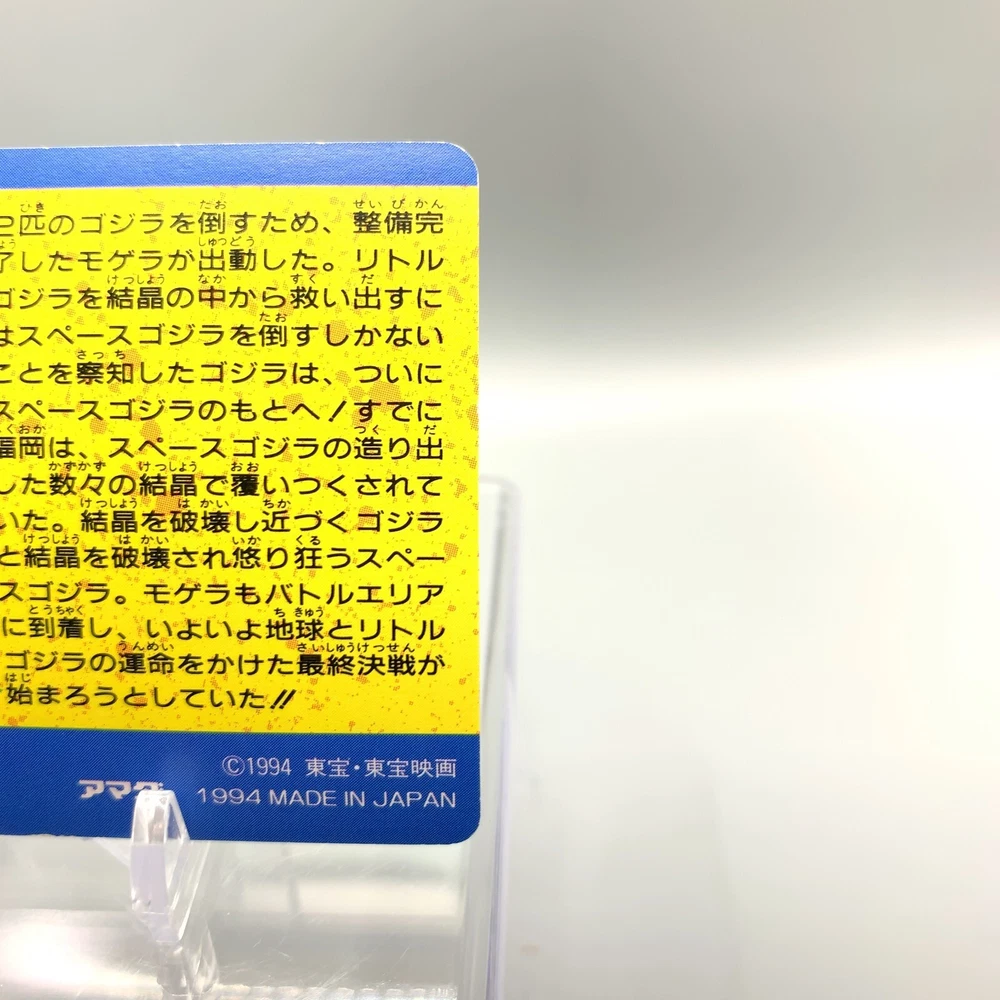 2匹のゴジラを倒すため、整備完
了したモゲラが出動した。リトル
ゴジラを結晶の中から救い出すに
はスペースゴジラを倒すしかない
ことを察知したゴジラは、ついに
スペースゴジラのもとへ！すでに
福岡は、スペースゴジラの造り出
した数々の結晶で覆いつくされて
いた。結晶を破壊し近づくゴジラ
と結晶を破壊され怒り狂うスペー
スゴジラ。モゲラもバトルエリア
に到着し、いよいよ地球とリトル
ゴジラの運命をかけた最終決戦が
始まろうとしていた!!
©1994 東宝・東宝映画
アマダ 1994 MADE IN JAPAN